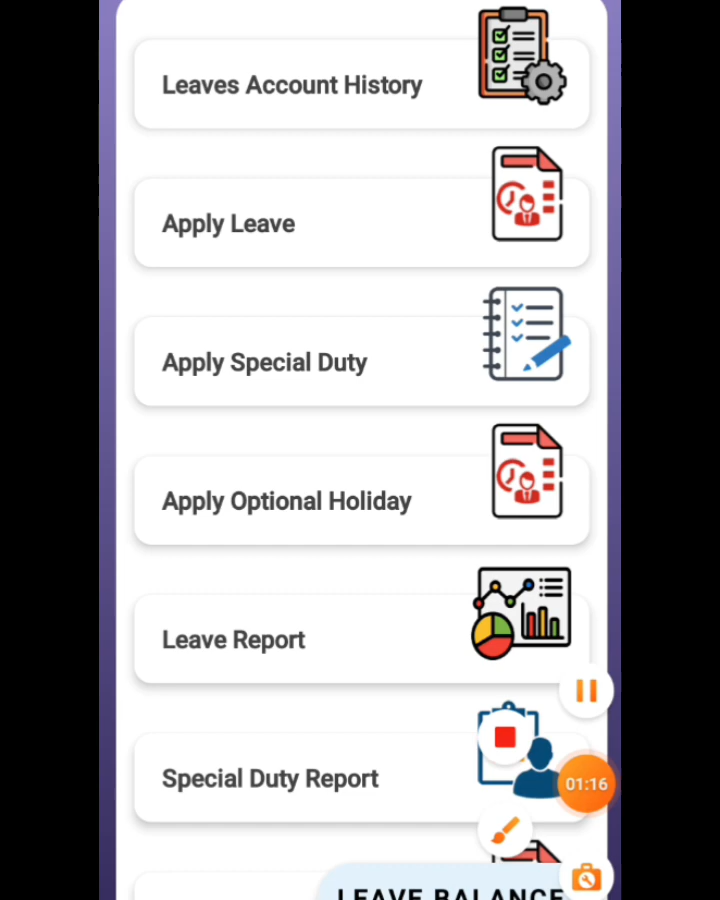 Leaves Account History
Apply Leave
Apply Special Duty
Apply Optional Holiday
Leave Report
Special Duty Report
01:16
LEAVE BALANCE